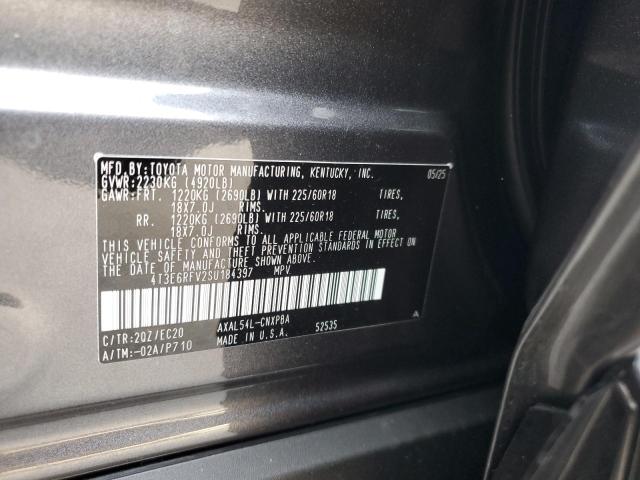 MFD.BY:TOYOTA MOTOR MANUFACTURING, KENTUCKY, INC. 05/25
GVWR:2230KG (4920LB)
GAWR:FRT. 1220KG (2690LB) WITH 225/60R18 TIRES,
18X7.0J RIMS.
RR. 1220KG (2690LB) WITH 225/60R18 TIRES,
18X7.0J RIMS.
THIS VEHICLE CONFORMS TO ALL APPLICABLE FEDERAL MOTOR
VEHICLE SAFETY AND THEFT PREVENTION STANDARDS IN EFFECT
ON THE DATE OF MANUFACTURE SHOWN ABOVE.
4T3E6RFV2SU184397 MPV.
C/TR:2QZ/EC20 AXAL54L-CNXPBA A
A/TM:-02A/P710 MADE IN U.S.A. 52535